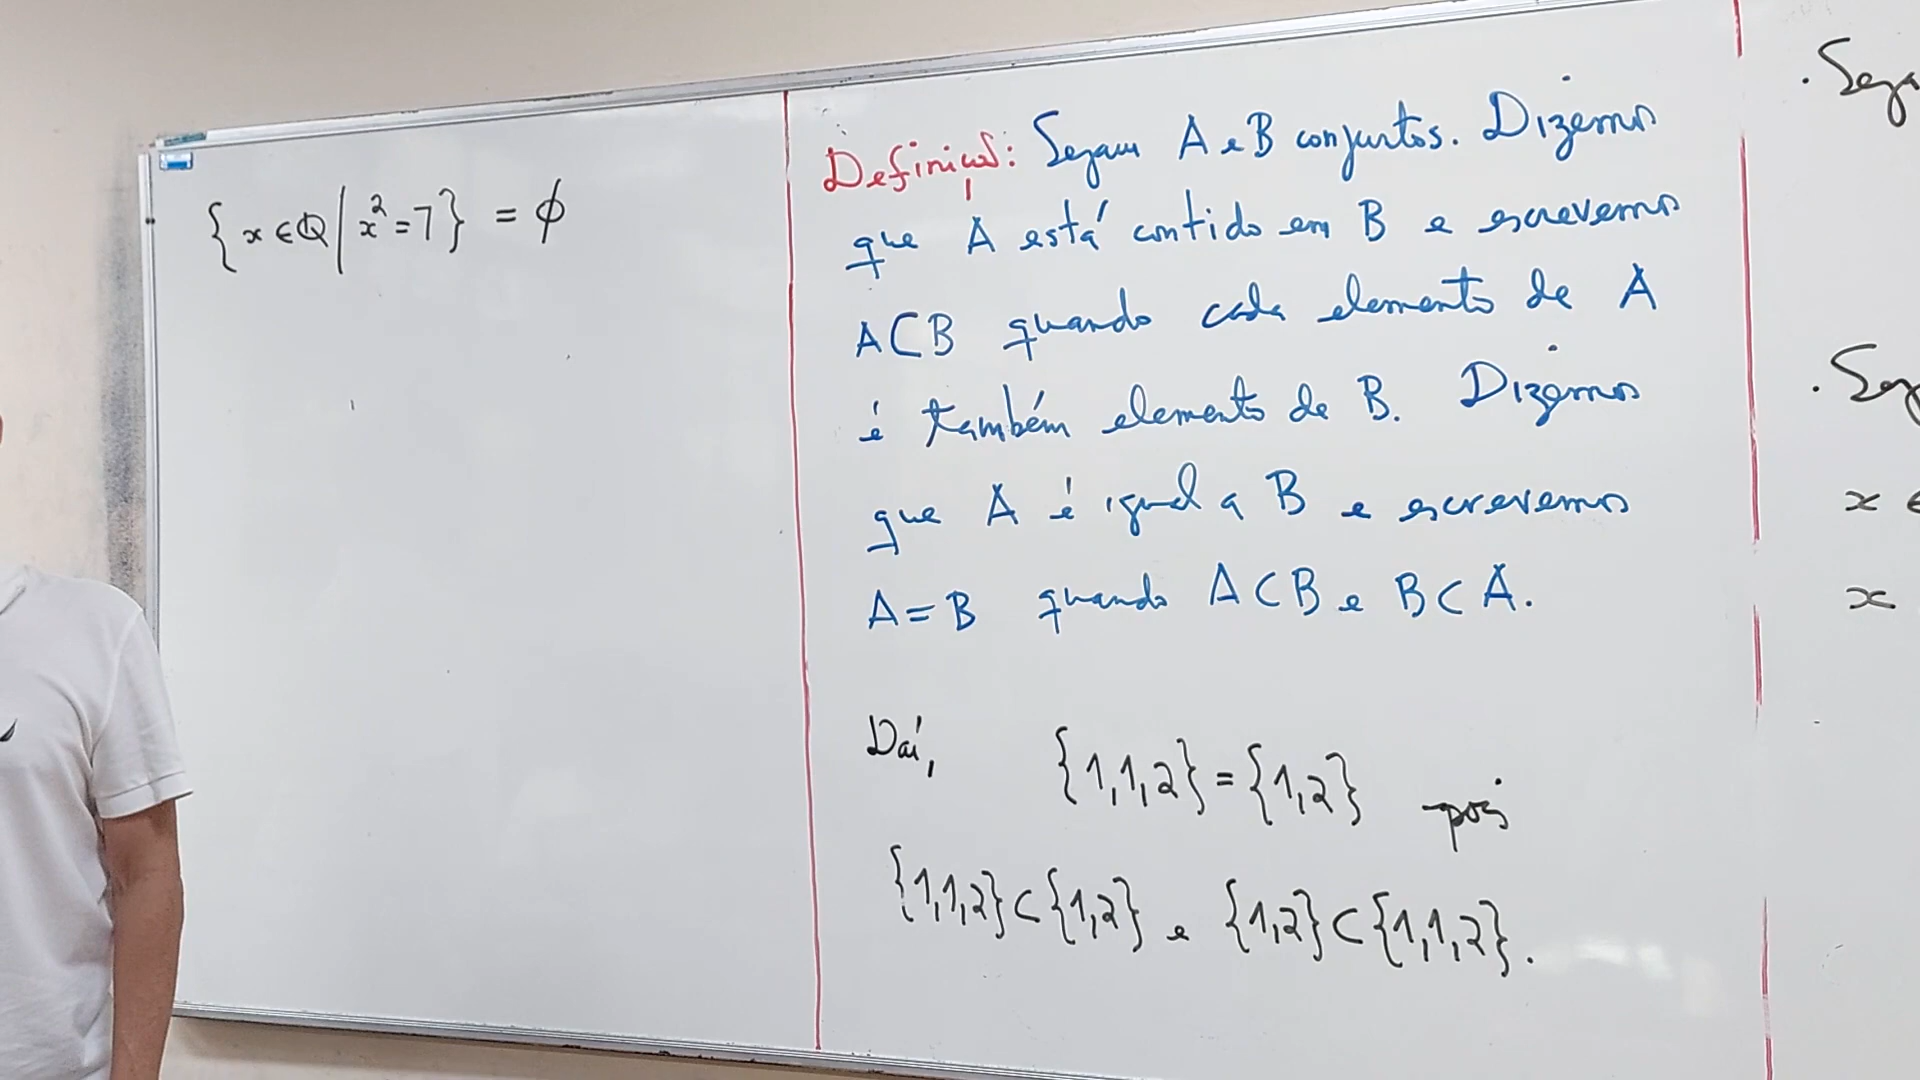 {x ∈ ℚ | x² = 7} = ϕ
Definição: Sejam A e B conjuntos. Dizemos
que A está contido em B e escrevemos
A ⊂ B quando cada elemento de A
é também elemento de B. Dizemos
que A é igual a B e escrevemos
A = B quando A ⊂ B e B ⊂ A.
Daí, {1,1,2} = {1,2} pois
{1,1,2} ⊂ {1,2} e {1,2} ⊂ {1,1,2}.
x ∈
x